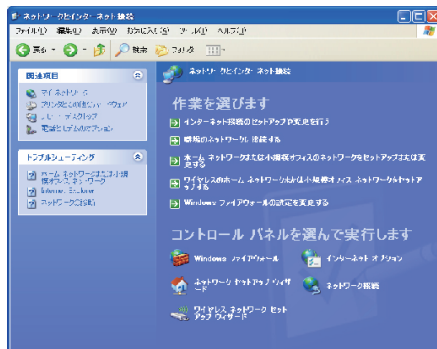 ネットワークとインターネット接続
ファイル(F) 編集(E) 表示(V) お気に入り(A) ツール(T) ヘルプ(H)
戻る 検索 フォルダ
関連項目
マイ ネットワーク
プリンタとその他のハードウェア
リモート デスクトップ
電話とモデムのオプション
トラブルシューティング
ホーム ネットワークまたは小規
模オフィス ネットワーク
Internet Explorer
ネットワークの診断
ネットワークとインターネット接続
作業を選びます
インターネット接続のセットアップや変更を行う
職場のネットワークに接続する
ホーム ネットワークまたは小規模オフィスのネットワークをセットアップまたは変
更する
ワイヤレスのホーム ネットワークまたは小規模オフィス ネットワークをセットア
ップする
Windows ファイアウォールの設定を変更する
コントロール パネルを選んで実行します
Windows ファイアウォール
インターネット オプション
ネットワーク セットアップ ウィザ
ード
ネットワーク接続
ワイヤレス ネットワーク セット
アップ ウィザード